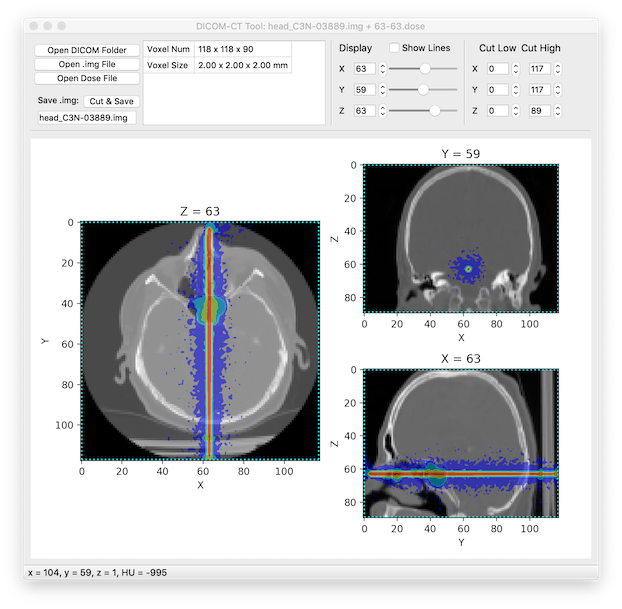 DICOM-CT Tool: head_C3N-03889.img + 63-63.dose
Open DICOM Folder
Open .img File
Open Dose File
Save .img:
Cut & Save
head_C3N-03889.img
Voxel Num 118 x 118 x 90
Voxel Size 2.00 x 2.00 x 2.00 mm
Display Show Lines
X 63
Y 59
Z 63
Cut Low Cut High
X 0 117
Y 0 117
Z 0 89
Z = 63
0
20
40
60
80
100
Y
0 20 40 60 80 100
X
Y = 59
0
20
40
60
80
Z
0 20 40 60 80 100
X
X = 63
0
20
40
60
80
Z
0 20 40 60 80 100
Y
x = 104, y = 59, z = 1, HU = -995